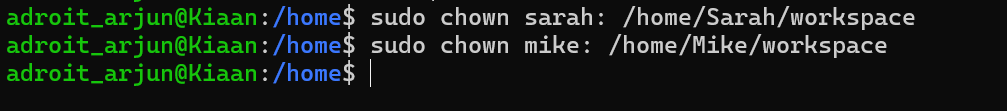 adroit_arjun@Kiaan:/home$ sudo chown sarah: /home/Sarah/workspace
adroit_arjun@Kiaan:/home$ sudo chown mike: /home/Mike/workspace
adroit_arjun@Kiaan:/home$